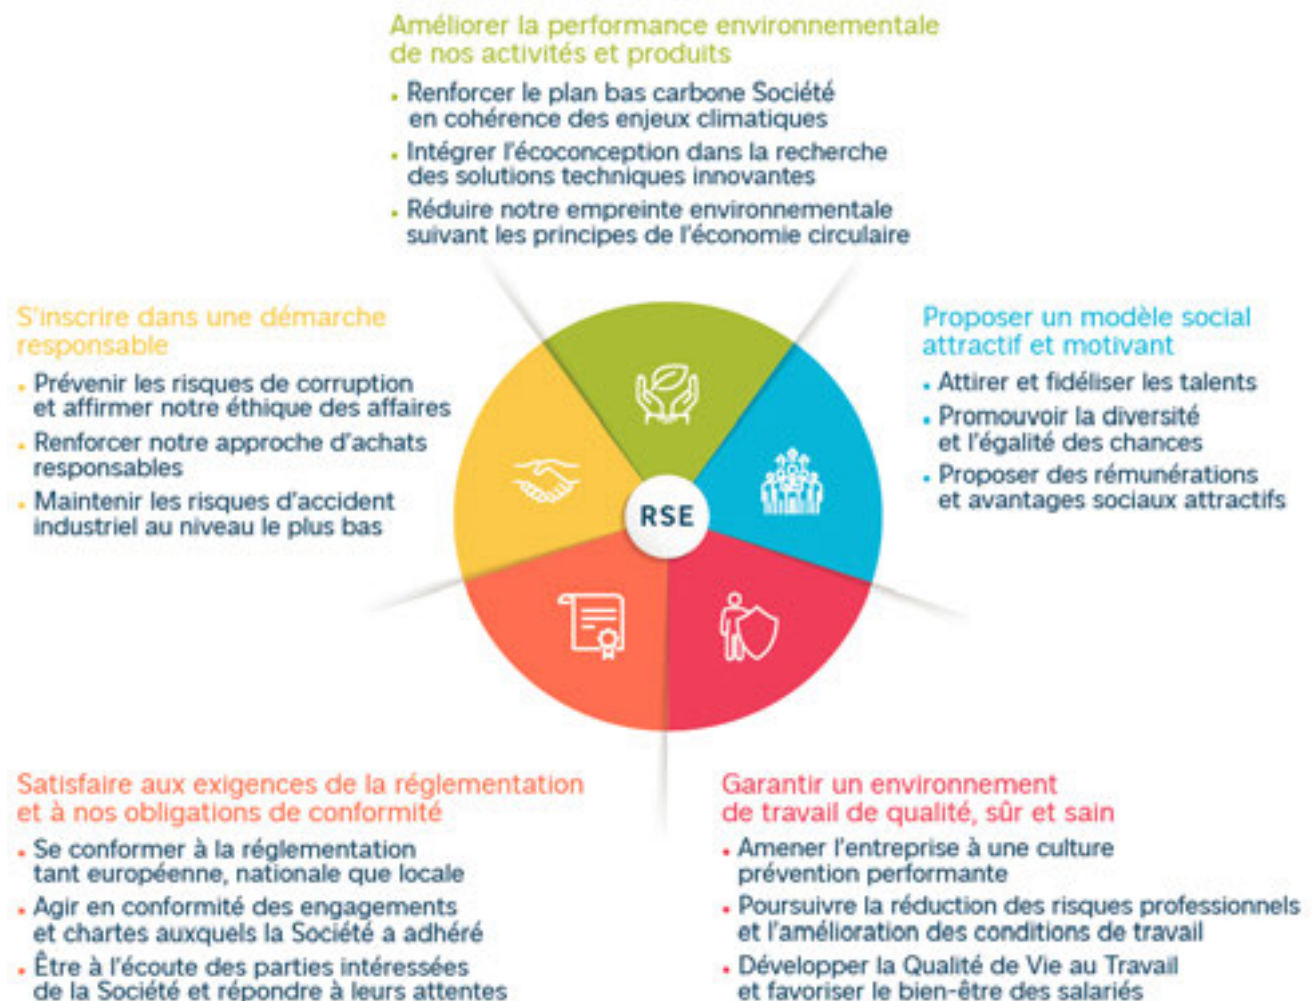 Améliorer la performance environnementale
de nos activités et produits
• Renforcer le plan bas carbone Société
en cohérence des enjeux climatiques
• Intégrer l'écoconception dans la recherche
des solutions techniques innovantes
• Réduire notre empreinte environnementale
suivant les principes de l'économie circulaire
S'inscrire dans une démarche
responsable
• Prévenir les risques de corruption
et affirmer notre éthique des affaires
• Renforcer notre approche d'achats
responsables
• Maintenir les risques d'accident
industriel au niveau le plus bas
Proposer un modèle social
attractif et motivant
• Attirer et fidéliser les talents
• Promouvoir la diversité
et l'égalité des chances
• Proposer des rémunérations
et avantages sociaux attractifs
RSE
Satisfaire aux exigences de la réglementation
et à nos obligations de conformité
• Se conformer à la réglementation
tant européenne, nationale que locale
• Agir en conformité des engagements
et chartes auxquels la Société a adhéré
• Être à l'écoute des parties intéressées
de la Société et répondre à leurs attentes
Garantir un environnement
de travail de qualité, sûr et sain
• Amener l'entreprise à une culture
prévention performante
• Poursuivre la réduction des risques professionnels
et l'amélioration des conditions de travail
• Développer la Qualité de Vie au Travail
et favoriser le bien-être des salariés